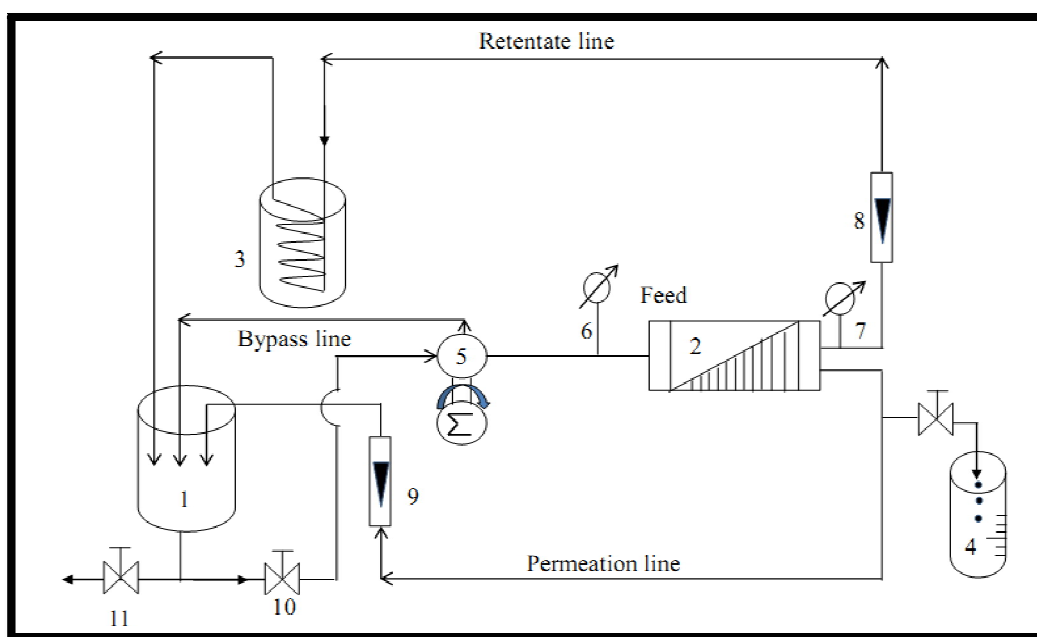 Retentate line
8
3
Feed
6
7
Bypass line
5
2
Σ
1
9
4
Permeation line
10
11